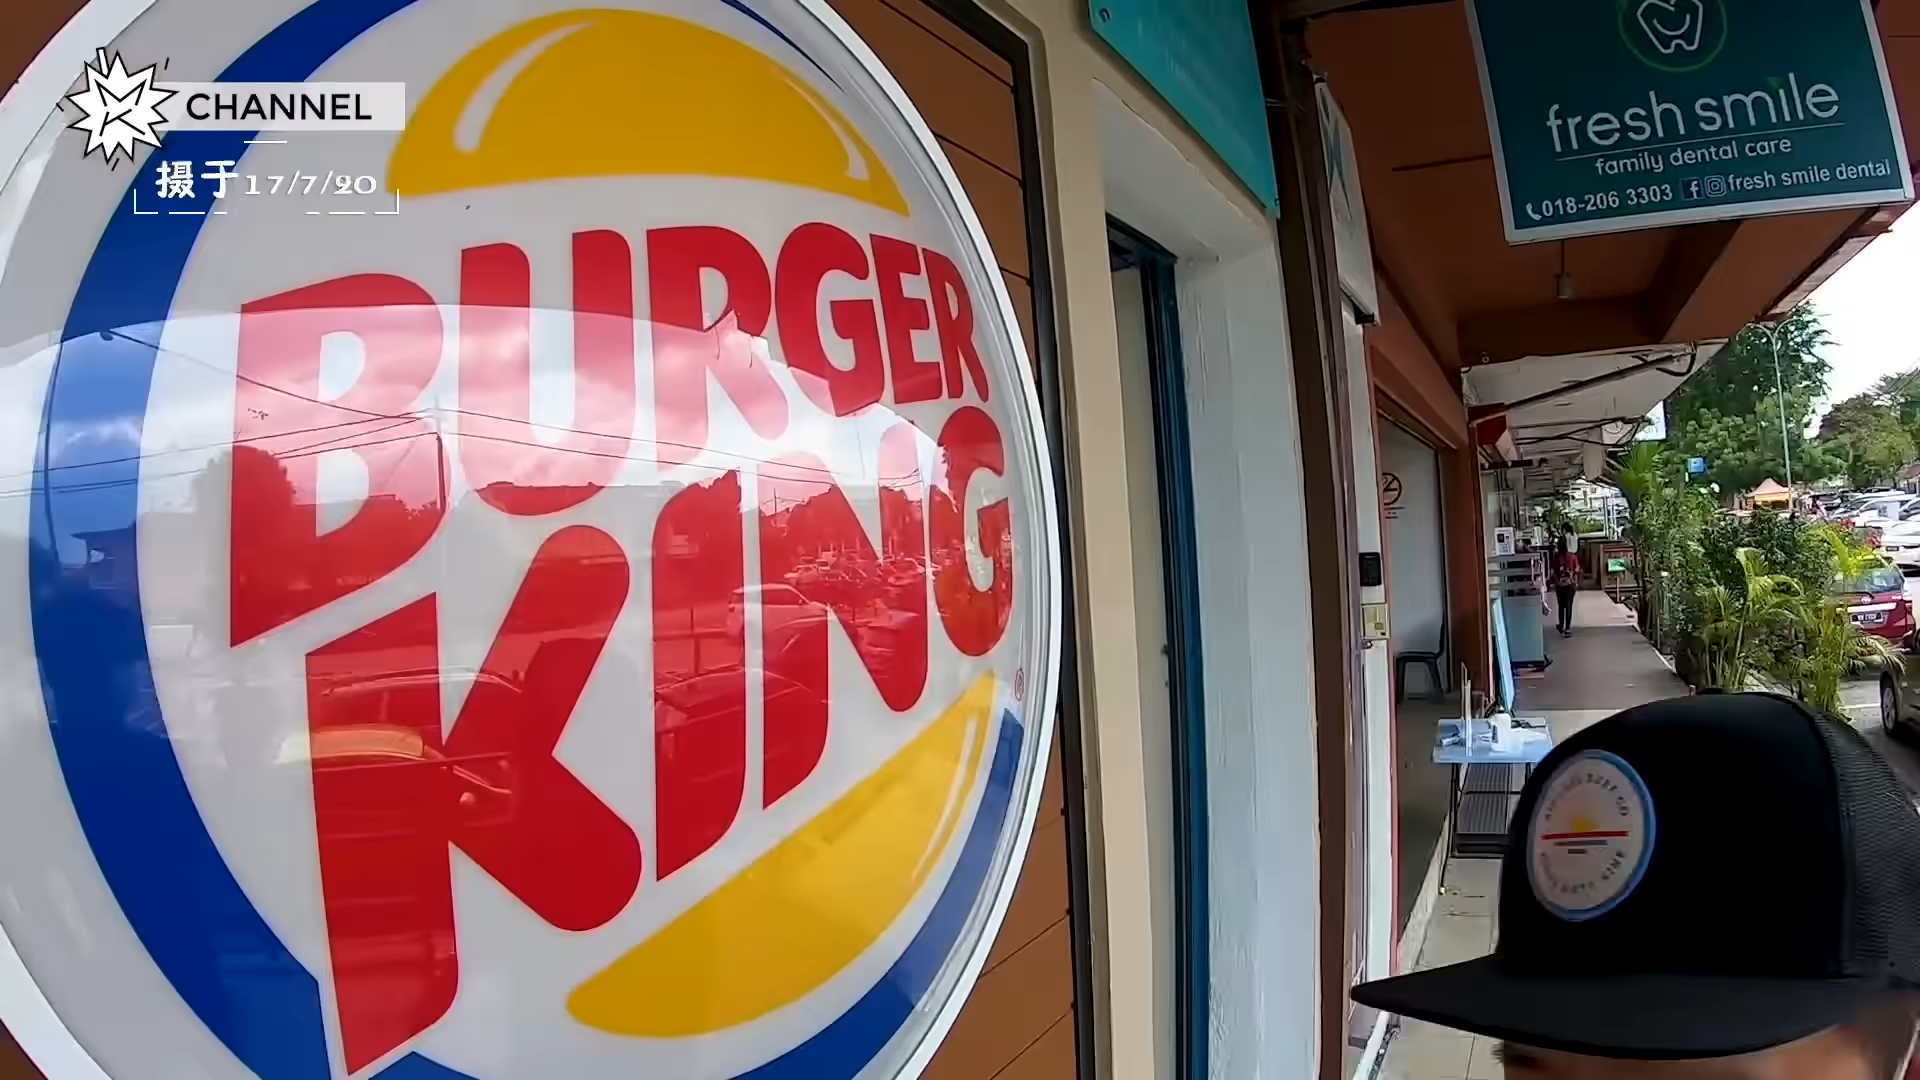 CHANNEL
摄于17/7/20
BURGER
KING
®
fresh smile
family dental care
018-206 3303 fresh smile dental